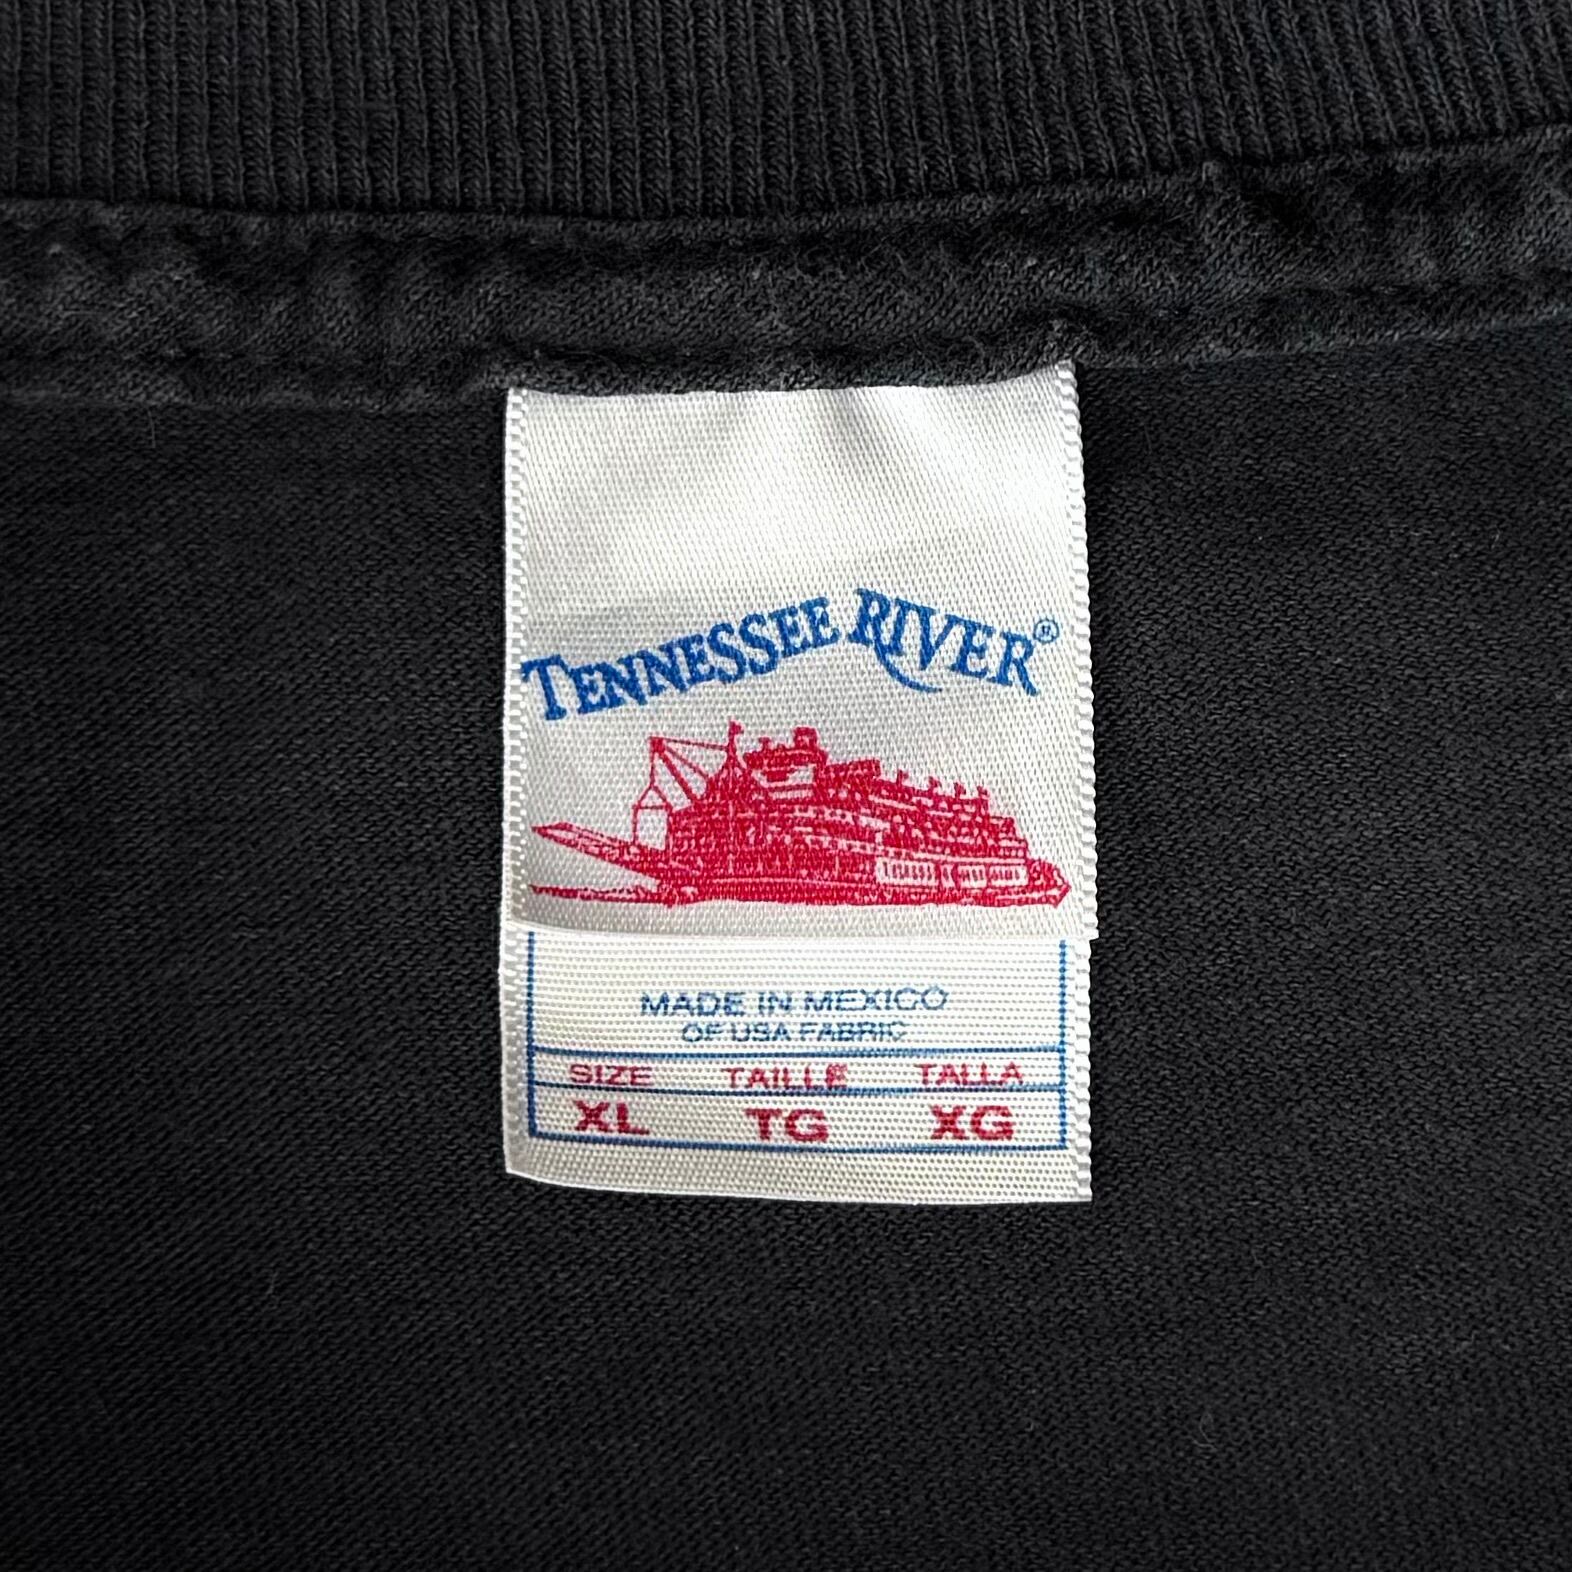 TENNESSEE RIVER®
MADE IN MEXICO
OF USA FABRIC
SIZE TAILLE TALLA
XL TG XG